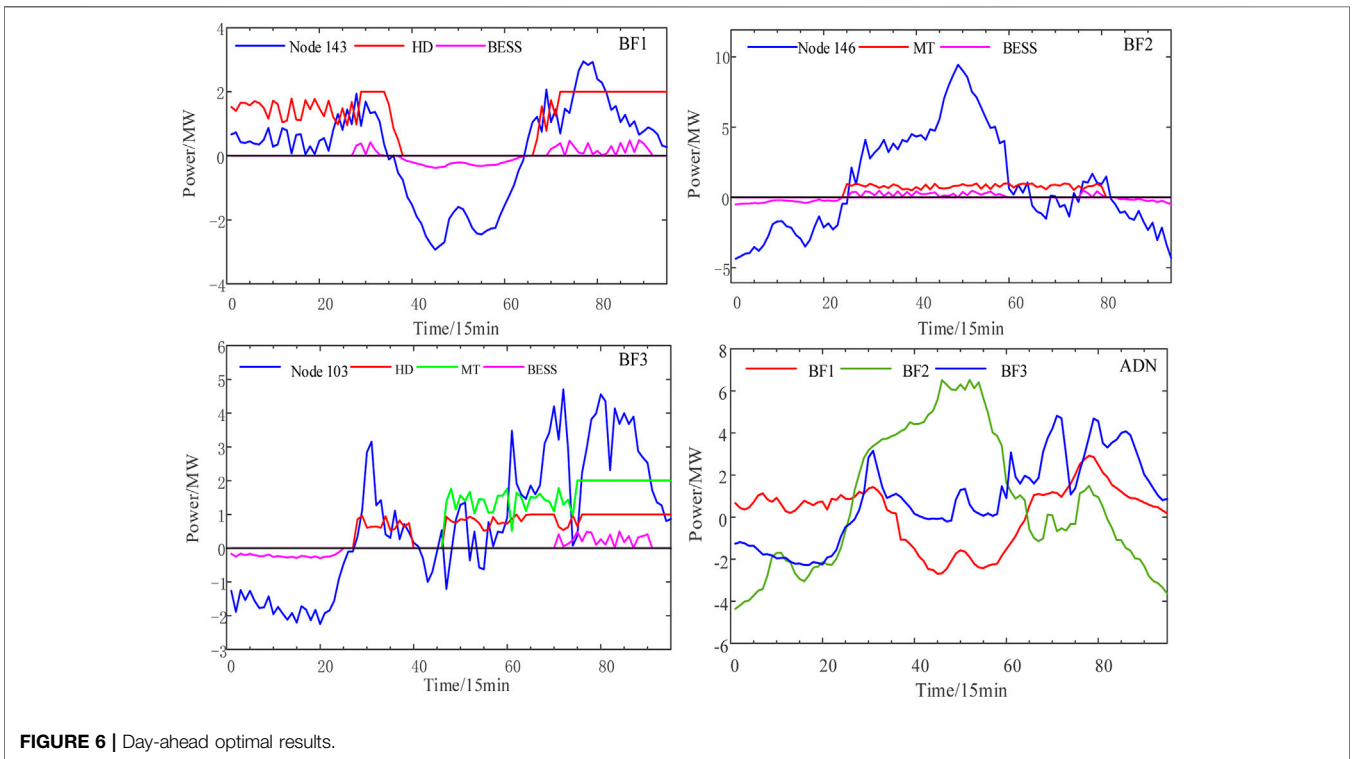 4
2
0
-2
-4
Power/MW
Node 143 HD BESS BF1
0 20 40 60 80
Time/15min
10
5
0
-5
Power/MW
Node 146 MT BESS BF2
0 20 40 60 80
Time/15min
6
5
4
3
2
1
0
-1
-2
-3
Power/MW
Node 103 HD MT BESS BF3
0 20 40 60 80
Time/15min
8
6
4
2
0
-2
-4
-6
Power/MW
BF1 BF2 BF3 ADN
0 20 40 60 80
Time/15min
FIGURE 6 | Day-ahead optimal results.